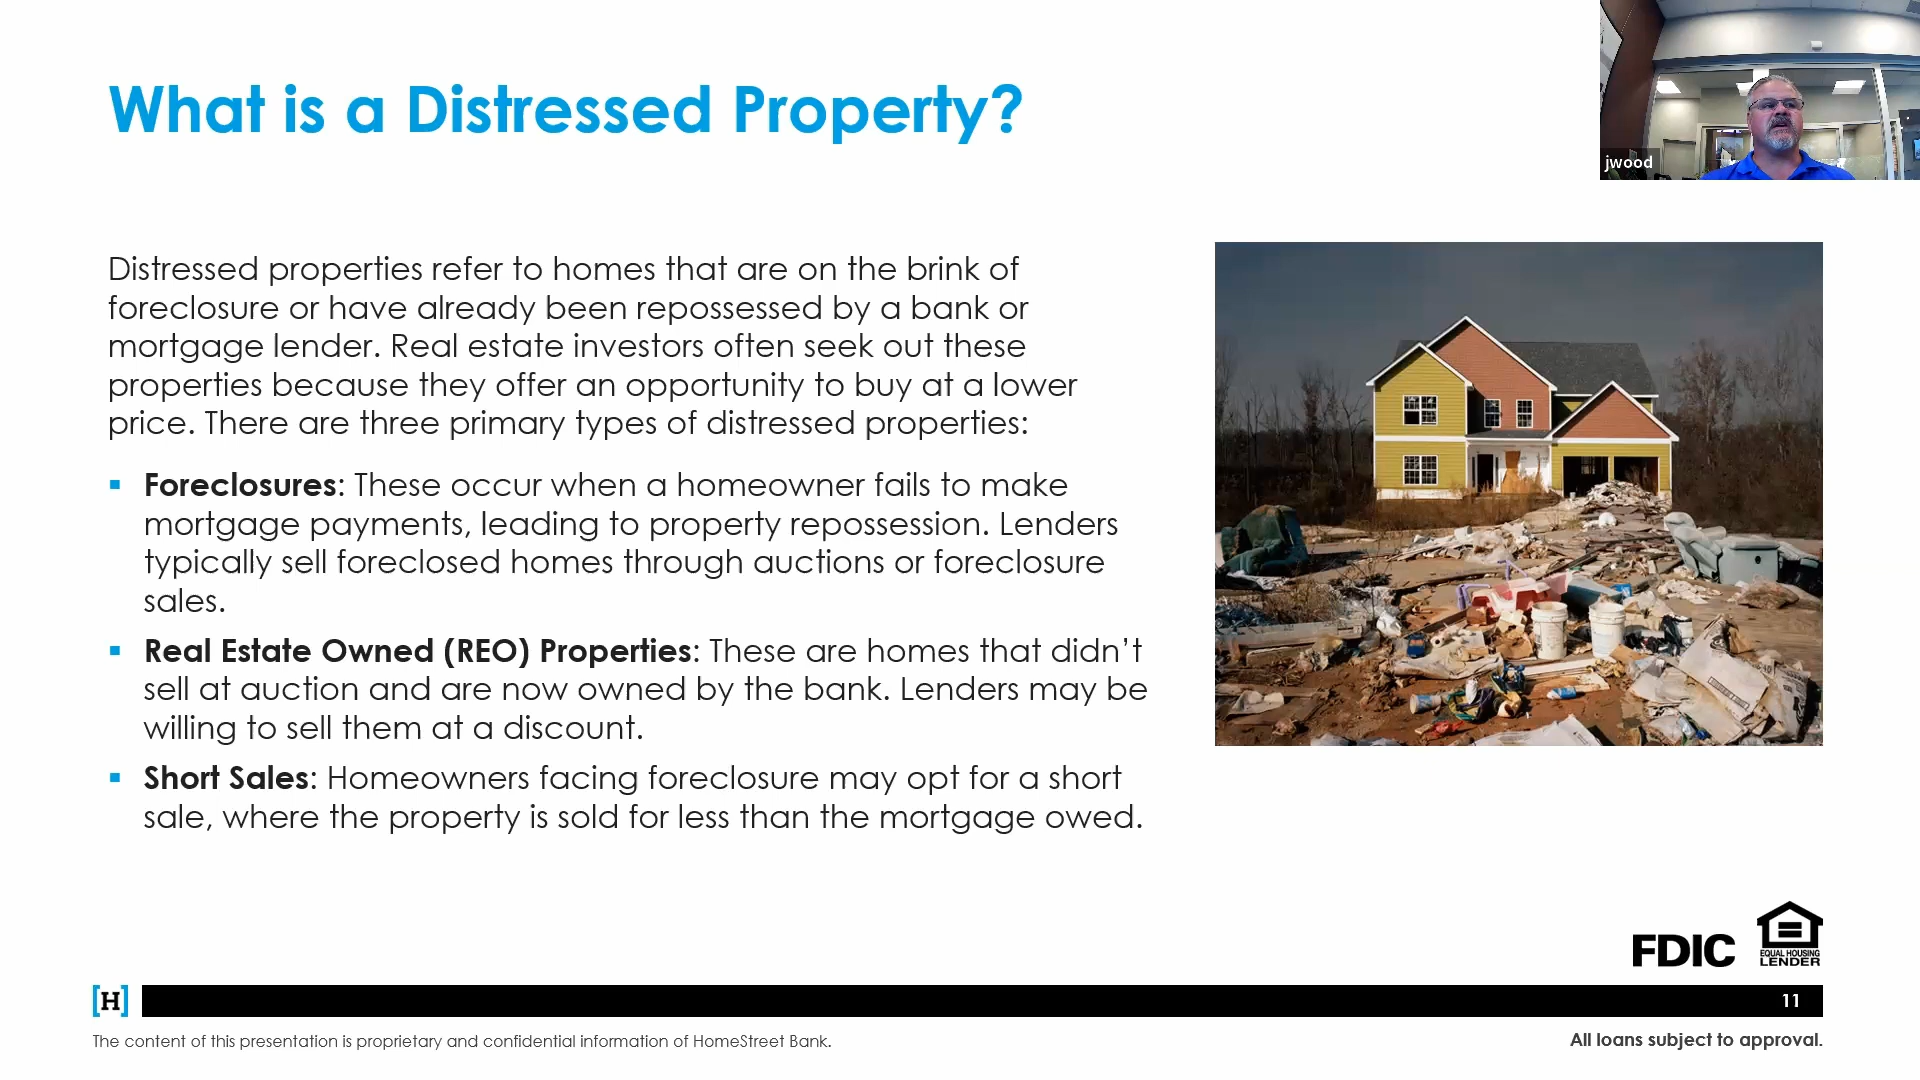 What is a Distressed Property?
jwood
Distressed properties refer to homes that are on the brink of
foreclosure or have already been repossessed by a bank or
mortgage lender. Real estate investors often seek out these
properties because they offer an opportunity to buy at a lower
price. There are three primary types of distressed properties:
▪ Foreclosures: These occur when a homeowner fails to make
mortgage payments, leading to property repossession. Lenders
typically sell foreclosed homes through auctions or foreclosure
sales.
▪ Real Estate Owned (REO) Properties: These are homes that didn’t
sell at auction and are now owned by the bank. Lenders may be
willing to sell them at a discount.
▪ Short Sales: Homeowners facing foreclosure may opt for a short
sale, where the property is sold for less than the mortgage owed.
FDIC
EQUAL HOUSING
LENDER
[H]
11
The content of this presentation is proprietary and confidential information of HomeStreet Bank.
All loans subject to approval.